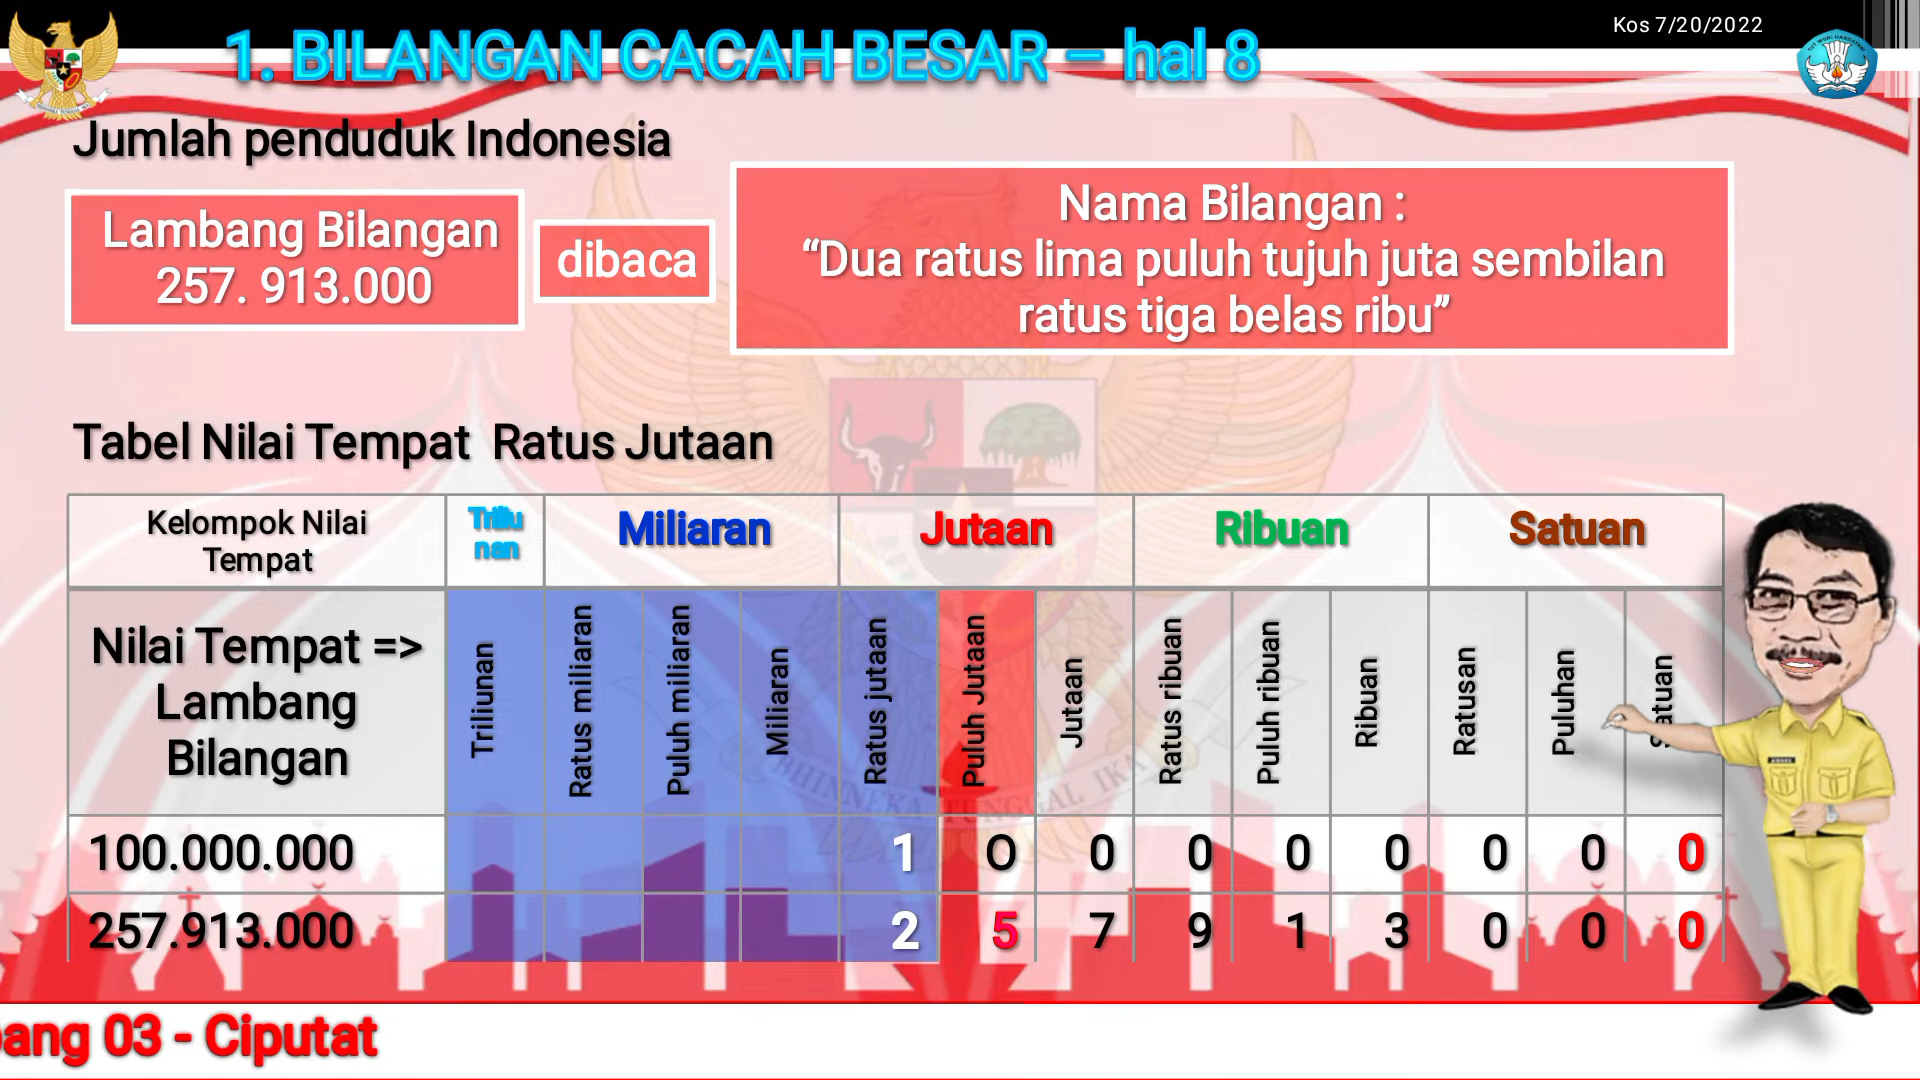 Kos 7/20/2022
1. BILANGAN CACAH BESAR – hal 8
Jumlah penduduk Indonesia
Lambang Bilangan
257. 913.000
dibaca
Nama Bilangan :
“Dua ratus lima puluh tujuh juta sembilan
ratus tiga belas ribu”
Tabel Nilai Tempat Ratus Jutaan
Kelompok Nilai
Tempat
Triliu
nan
Miliaran
Jutaan
Ribuan
Satuan
Nilai Tempat =>
Lambang
Bilangan
Triliunan
Ratus miliaran
Puluh miliaran
Miliaran
Ratus jutaan
Puluh Jutaan
Jutaan
Ratus ribuan
Puluh ribuan
Ribuan
Ratusan
Puluhan
Satuan
100.000.000 1 O 0 0 0 0 0 0 0
257.913.000 2 5 7 9 1 3 0 0 0
BHINNEKA TUNGGAL IKA
ang 03 - Ciputat